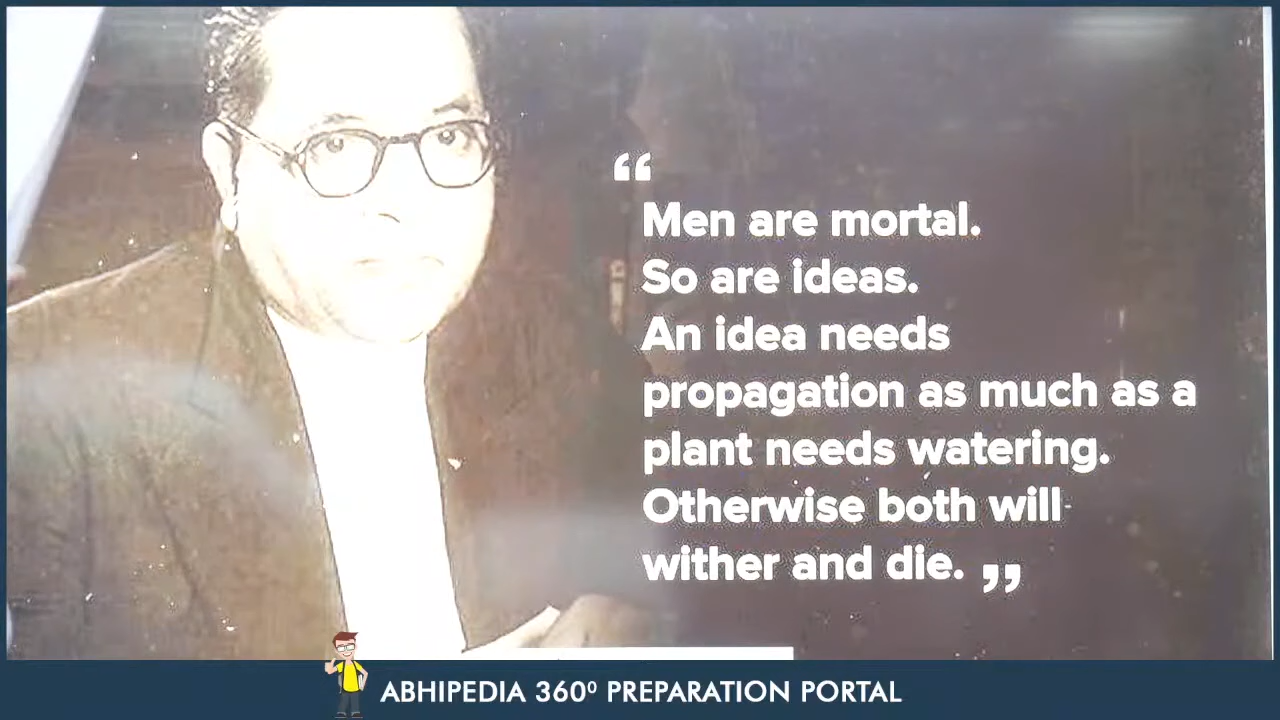 “
Men are mortal.
So are ideas.
An idea needs
propagation as much as a
plant needs watering.
Otherwise both will
wither and die. ”
ABHIPEDIA 360⁰ PREPARATION PORTAL